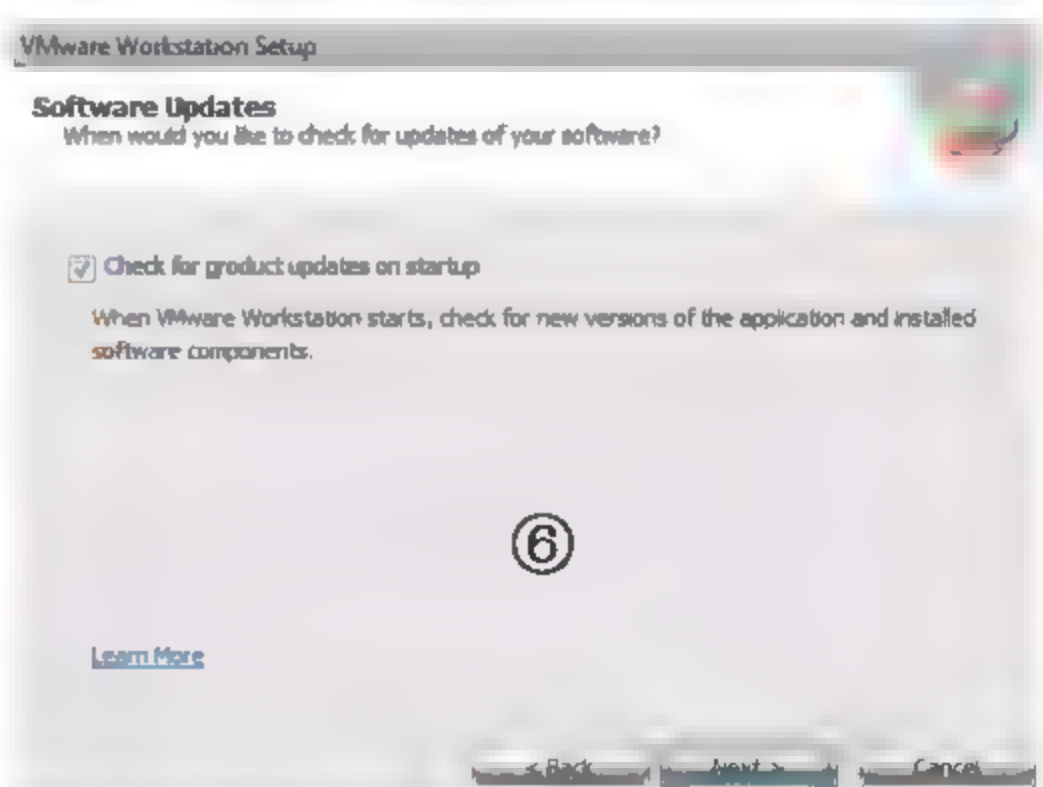 VMware Workstation Setup
Software Updates
When would you like to check for updates of your software?
Check for product updates on startup
When VMware Workstation starts, check for new versions of the application and installed
software components.
⑥
Learn More
< Back Next > Cancel